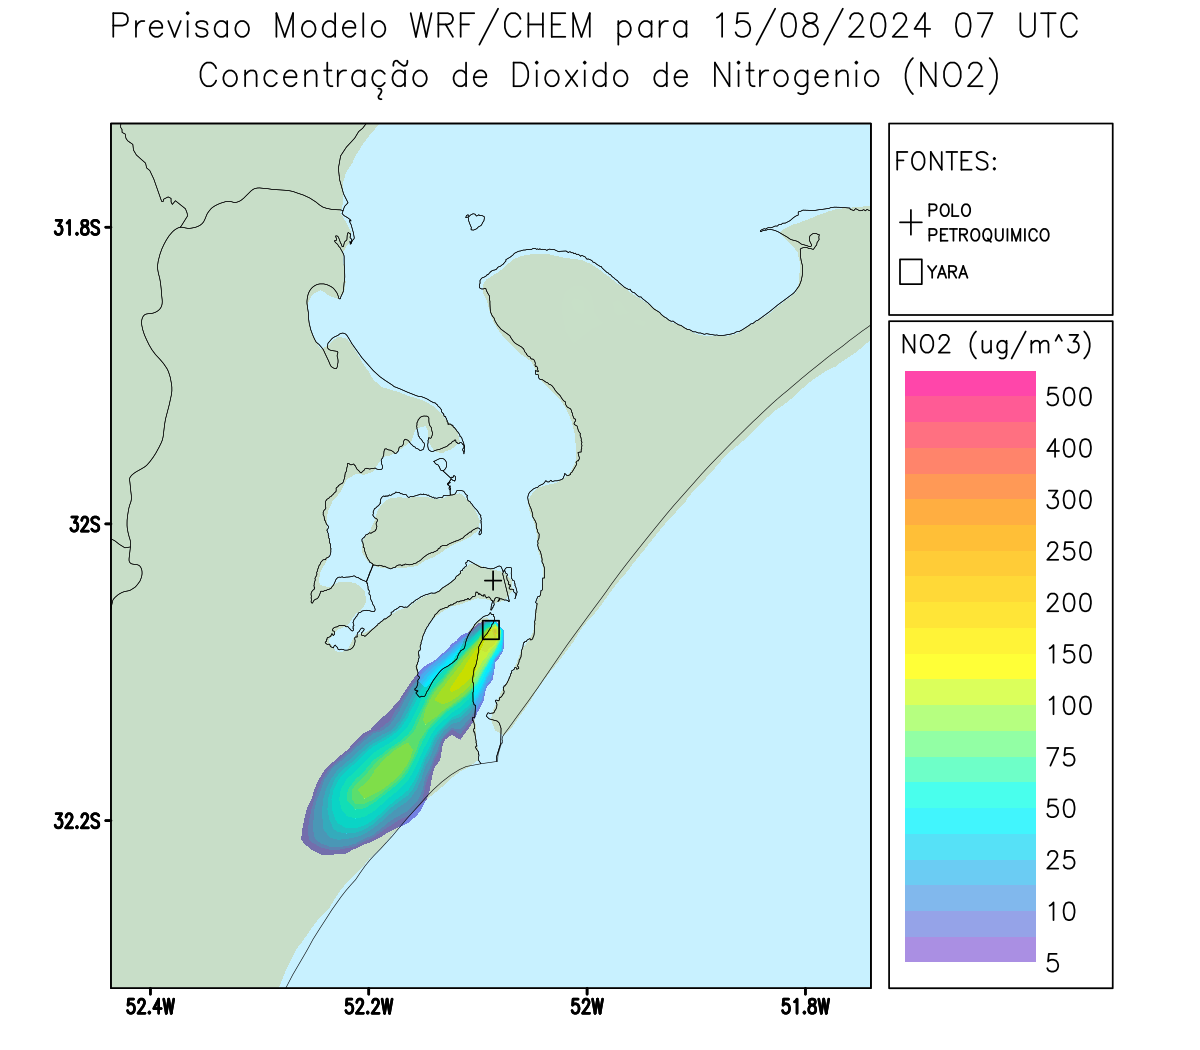 Previsao Modelo WRF/CHEM para 15/08/2024 07 UTC
Concentração de Dioxido de Nitrogenio (NO2)
FONTES:
POLO
PETROQUIMICO
YARA
NO2 (ug/m^3)
500
400
300
250
200
150
100
75
50
25
10
5
31.8S
32S
32.2S
52.4W
52.2W
52W
51.8W